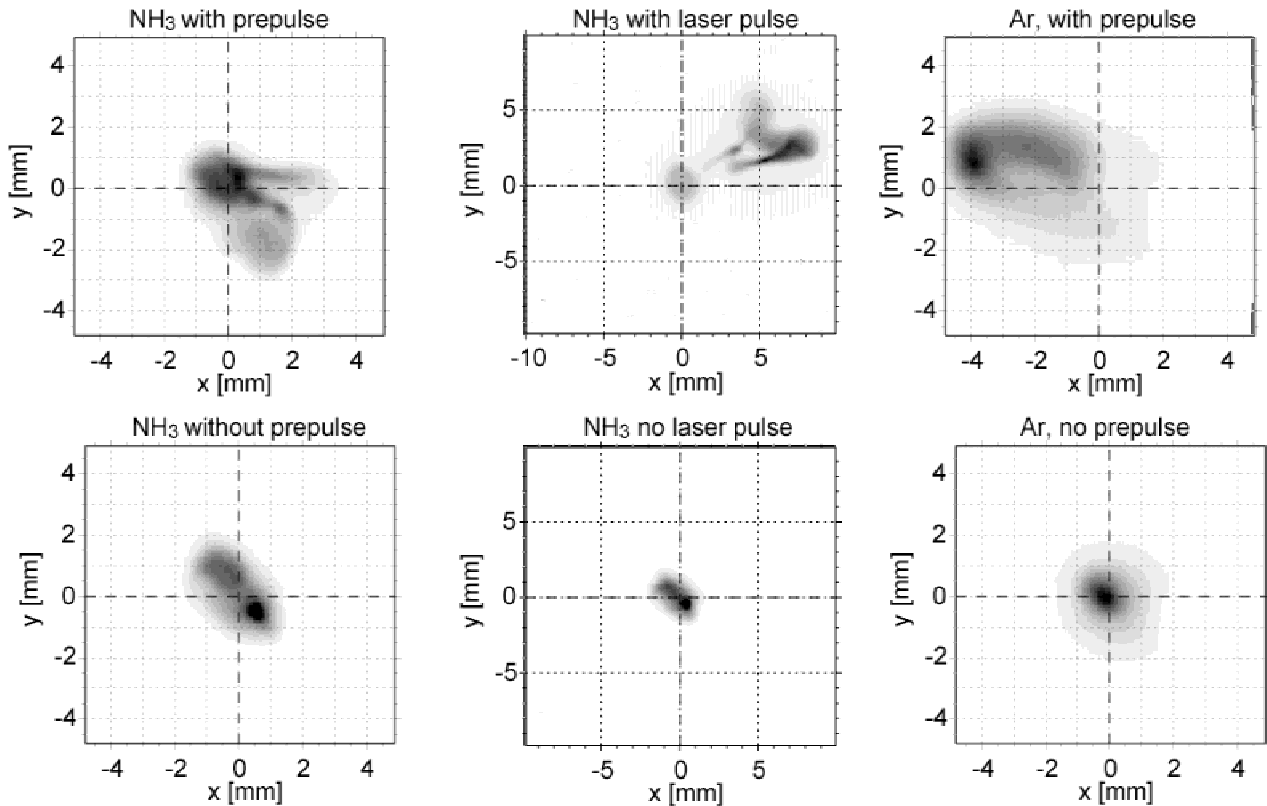 NH3 with prepulse
4
2
0
-2
-4
y [mm]
-4 -2 0 2 4
x [mm]
NH3 with laser pulse
5
0
-5
y [mm]
-10 -5 0 5
x [mm]
Ar, with prepulse
4
2
0
-2
-4
y [mm]
-4 -2 0 2 4
x [mm]
NH3 without prepulse
4
2
0
-2
-4
y [mm]
-4 -2 0 2 4
x [mm]
NH3 no laser pulse
5
0
-5
y [mm]
-5 0 5
x [mm]
Ar, no prepulse
4
2
0
-2
-4
y [mm]
-4 -2 0 2 4
x [mm]